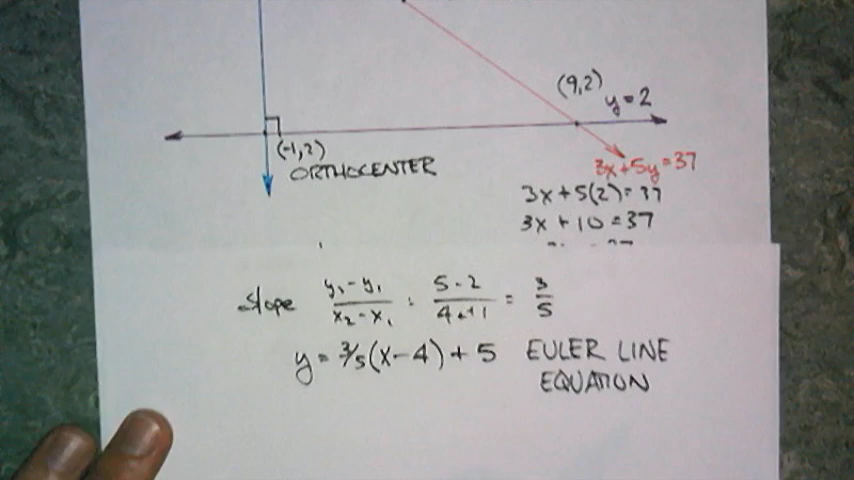 (9,2)
y = 2
(-1,2)
ORTHOCENTER
3x+5y=37
3x+5(2)=37
3x + 10 = 37
slope y₂-y₁/x₂-x₁ = 5-2/4+1 = 3/5
y = 3/5(x-4)+5 EULER LINE
EQUATION